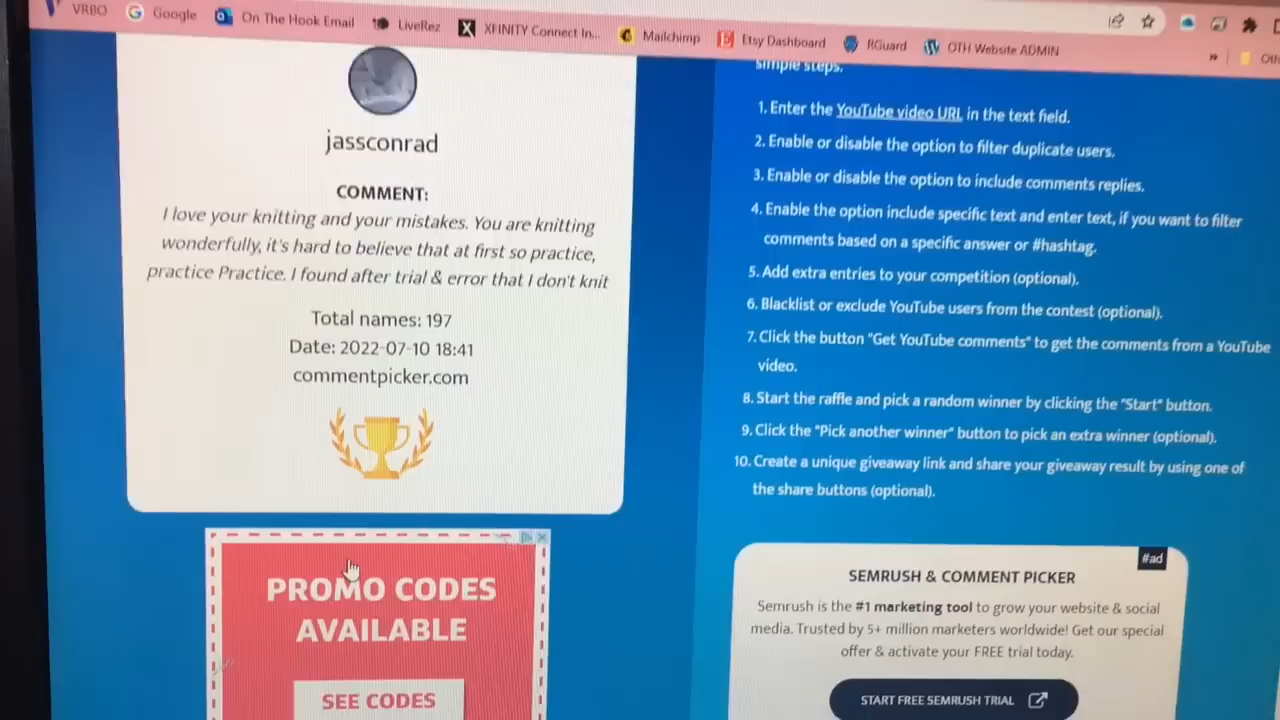 VRBO
Google
On The Hook Email
LiveRez
XFINITY Connect In...
Mailchimp
Etsy Dashboard
RGuard
OTH Website ADMIN
»
Oth
jassconrad
COMMENT:
I love your knitting and your mistakes. You are knitting
wonderfully, it's hard to believe that at first so practice,
practice Practice. I found after trial & error that I don't knit
Total names: 197
Date: 2022-07-10 18:41
commentpicker.com
PROMO CODES
AVAILABLE
SEE CODES
simple steps.
1. Enter the YouTube video URL in the text field.
2. Enable or disable the option to filter duplicate users.
3. Enable or disable the option to include comments replies.
4. Enable the option include specific text and enter text, if you want to filter
comments based on a specific answer or #hashtag.
5. Add extra entries to your competition (optional).
6. Blacklist or exclude YouTube users from the contest (optional).
7. Click the button "Get YouTube comments" to get the comments from a YouTube
video.
8. Start the raffle and pick a random winner by clicking the "Start" button.
9. Click the "Pick another winner" button to pick an extra winner (optional).
10. Create a unique giveaway link and share your giveaway result by using one of
the share buttons (optional).
#ad
SEMRUSH & COMMENT PICKER
Semrush is the #1 marketing tool to grow your website & social
media. Trusted by 5+ million marketers worldwide! Get our special
offer & activate your FREE trial today.
START FREE SEMRUSH TRIAL